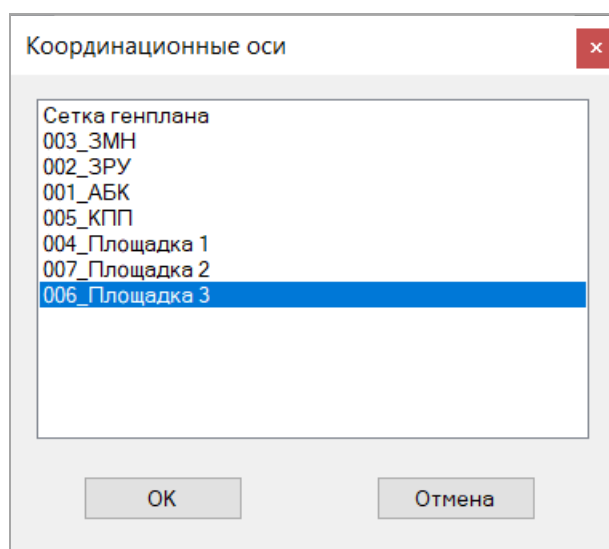 Координационные оси
Сетка генплана
003_ЗМН
002_ЗРУ
001_АБК
005_КПП
004_Площадка 1
007_Площадка 2
006_Площадка 3
OK
Отмена